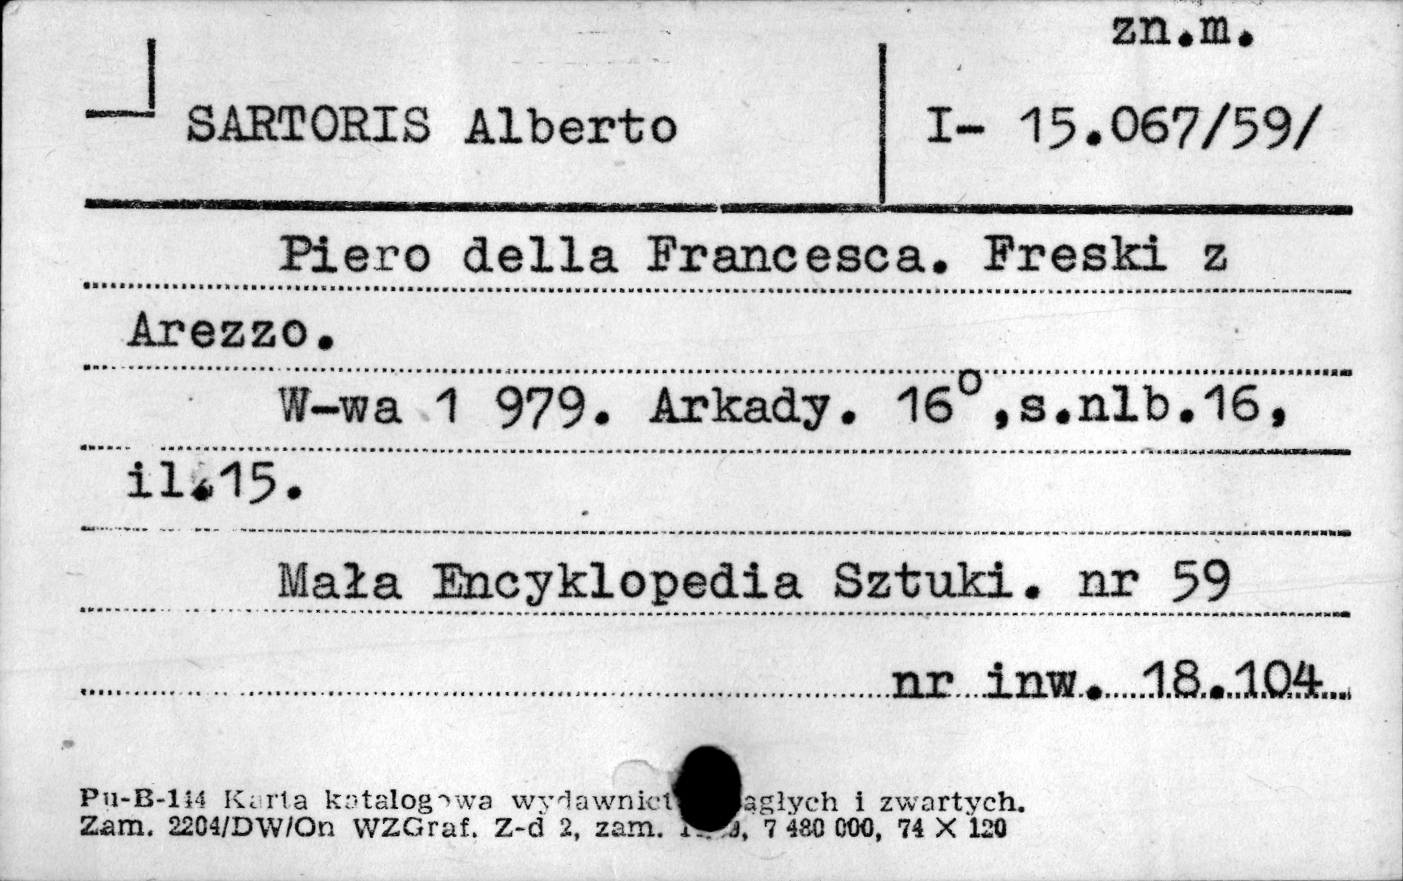 zn.m.
SARTORIS Alberto
I- 15.067/59/
Piero della Francesca. Freski z
Arezzo.
W-wa 1 979. Arkady. 16°,s.nlb.16,
il.15.
Mała Encyklopedia Sztuki. nr 59
nr inw. 18.104
Pu-B-144 Karta katalogowa i zwartych.
Zam. 2204/DW/On WZGraf. Z-d 2, zam. 7 480 000, 74 X 120